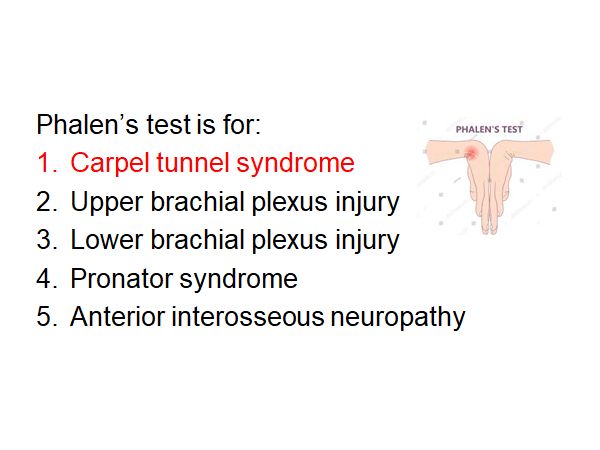 Phalen’s test is for:
PHALEN'S TEST
1. Carpel tunnel syndrome
2. Upper brachial plexus injury
3. Lower brachial plexus injury
4. Pronator syndrome
5. Anterior interosseous neuropathy